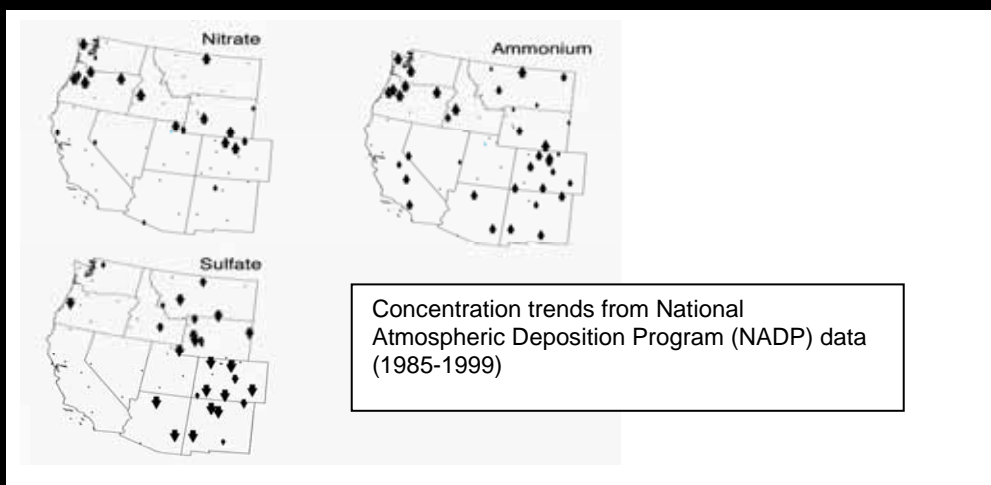 Nitrate
Ammonium
Sulfate
Concentration trends from National
Atmospheric Deposition Program (NADP) data
(1985-1999)